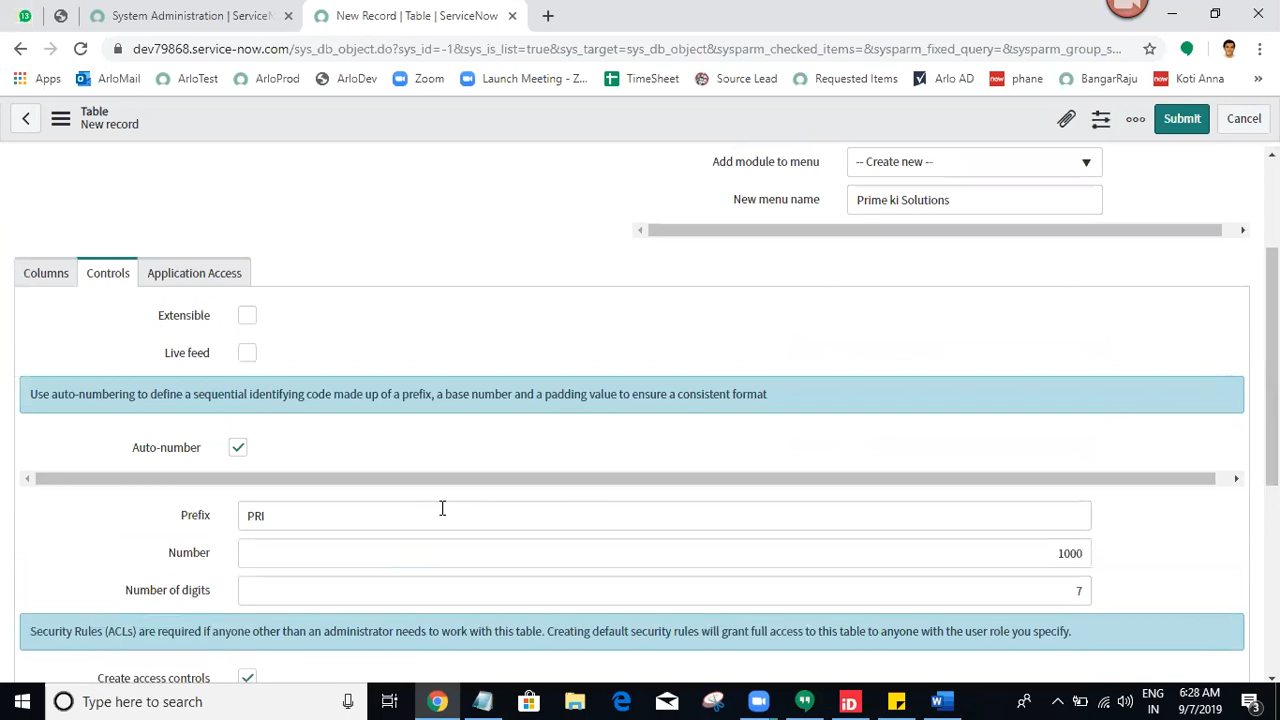 System Administration | ServiceN
New Record | Table | ServiceNow
dev79868.service-now.com/sys_db_object.do?sys_id=-1&sys_is_list=true&sys_target=sys_db_object&sysparm_checked_items=&sysparm_fixed_query=&sysparm_group_s...
Apps ArloMail ArloTest ArloProd ArloDev Zoom Launch Meeting - Z... TimeSheet Source Lead Requested Items Arlo AD now phane BangarRaju now Koti Anna »
Table
New record
Submit Cancel
Add module to menu -- Create new --
New menu name Prime ki Solutions
Columns Controls Application Access
Extensible
Live feed
Use auto-numbering to define a sequential identifying code made up of a prefix, a base number and a padding value to ensure a consistent format
Auto-number
Prefix PRI
Number 1000
Number of digits 7
Security Rules (ACLs) are required if anyone other than an administrator needs to work with this table. Creating default security rules will grant full access to this table to anyone with the user role you specify.
Create access controls
Type here to search
ENG
IN
6:28 AM
9/7/2019
3